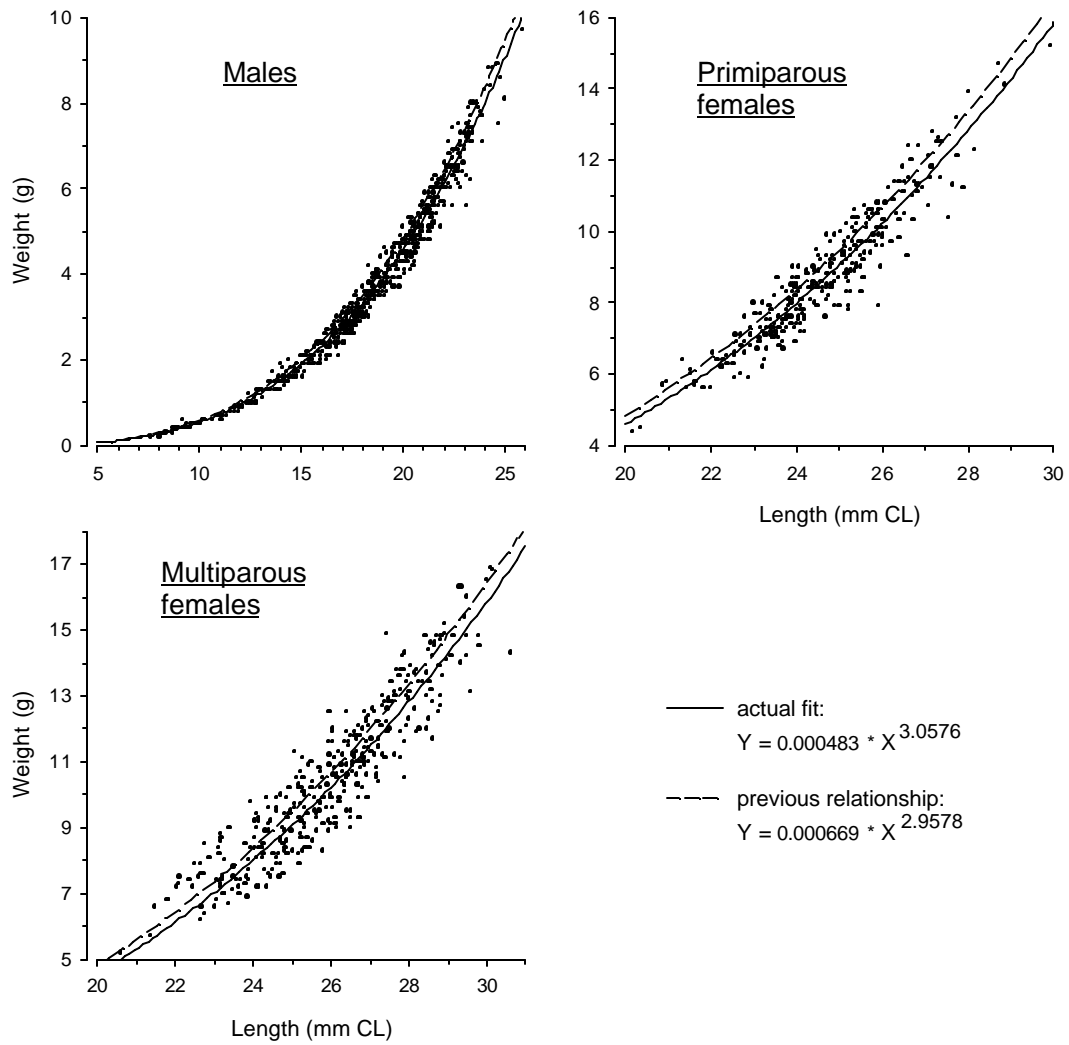 Males
Weight (g)
10
8
6
4
2
0
5 10 15 20 25
Primiparous
females
16
14
12
10
8
6
4
20 22 24 26 28 30
Length (mm CL)
Multiparous
females
Weight (g)
17
15
13
11
9
7
5
20 22 24 26 28 30
Length (mm CL)
actual fit:
Y = 0.000483 * X^3.0576
previous relationship:
Y = 0.000669 * X^2.9578